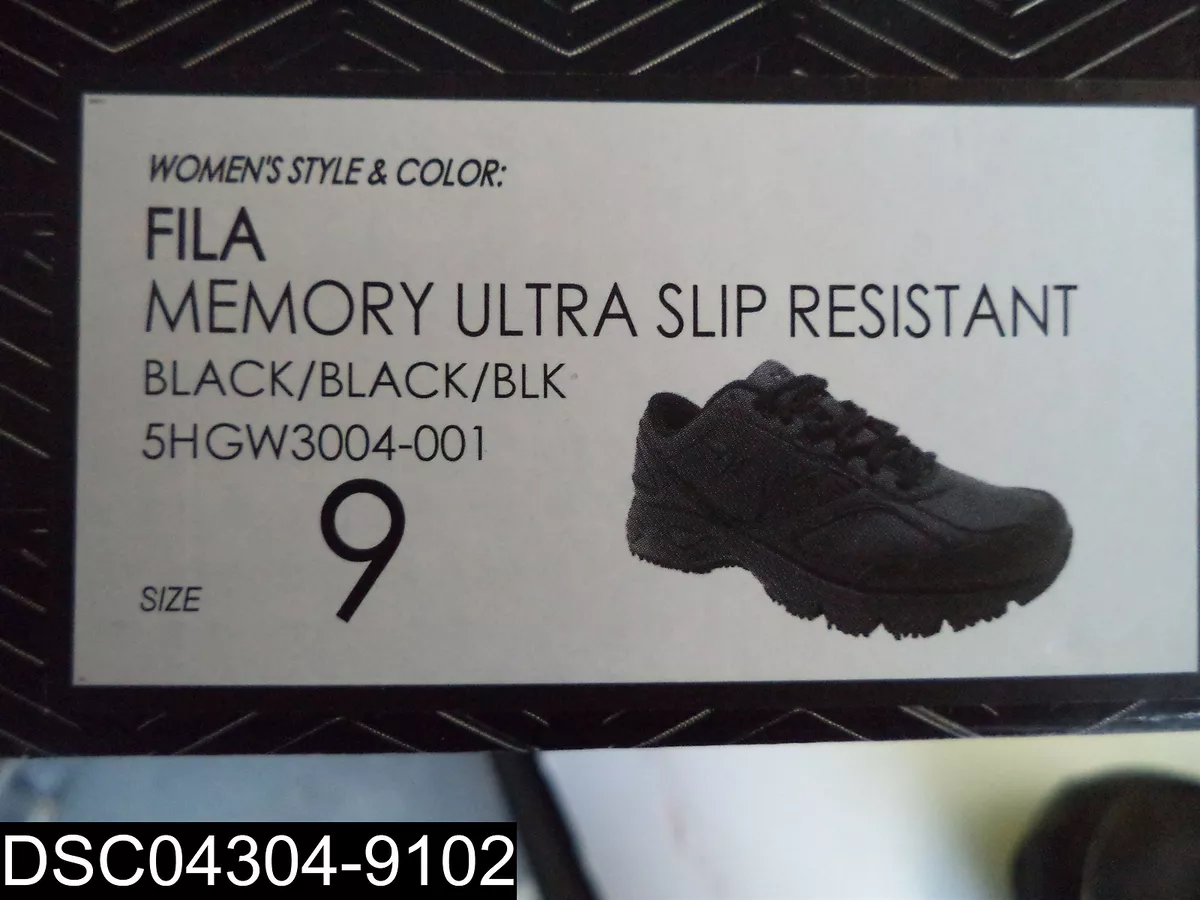 WOMEN'S STYLE & COLOR:
FILA
MEMORY ULTRA SLIP RESISTANT
BLACK/BLACK/BLK
5HGW3004-001
SIZE 9
DSC04304-9102